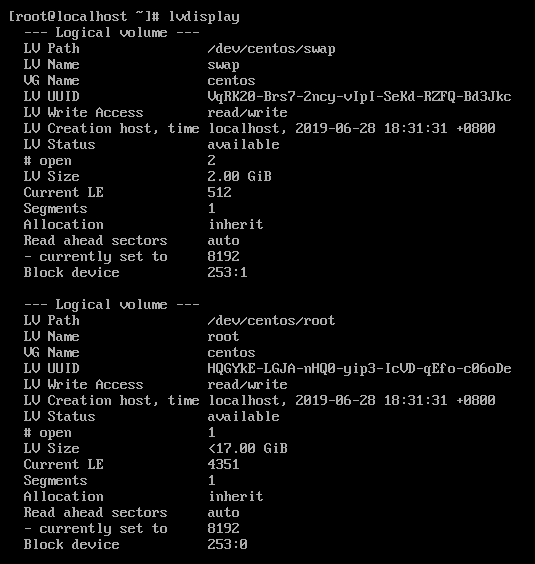 [root@localhost ~]# lvdisplay
--- Logical volume ---
LV Path                /dev/centos/swap
LV Name                swap
VG Name                centos
LV UUID                VqRK20-Brs7-2ncy-vIpI-SeKd-RZFQ-Bd3Jkc
LV Write Access        read/write
LV Creation host, time localhost, 2019-06-28 18:31:31 +0800
LV Status              available
# open                 2
LV Size                2.00 GiB
Current LE             512
Segments               1
Allocation             inherit
Read ahead sectors     auto
- currently set to     8192
Block device           253:1
--- Logical volume ---
LV Path                /dev/centos/root
LV Name                root
VG Name                centos
LV UUID                HQGYkE-LGJA-nHQ0-yip3-IcVD-qEfo-c06oDe
LV Write Access        read/write
LV Creation host, time localhost, 2019-06-28 18:31:31 +0800
LV Status              available
# open                 1
LV Size                <17.00 GiB
Current LE             4351
Segments               1
Allocation             inherit
Read ahead sectors     auto
- currently set to     8192
Block device           253:0